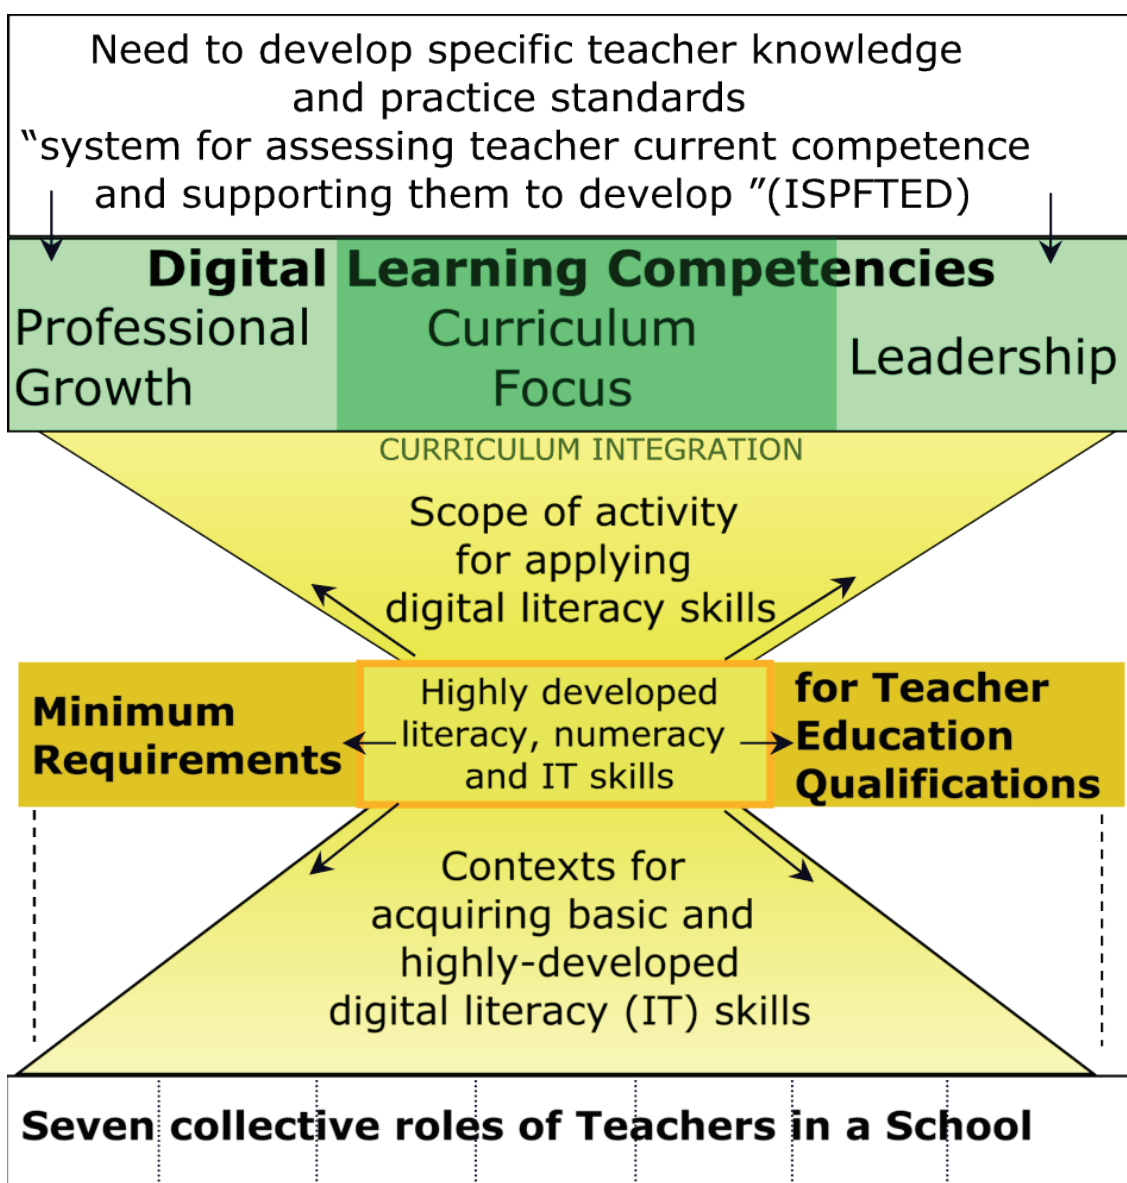 Need to develop specific teacher knowledge
and practice standards
“system for assessing teacher current competence
and supporting them to develop ”(ISPFTED)
Digital Learning Competencies
Professional
Growth
Curriculum
Focus
Leadership
CURRICULUM INTEGRATION
Scope of activity
for applying
digital literacy skills
Minimum
Requirements
Highly developed
literacy, numeracy
and IT skills
for Teacher
Education
Qualifications
Contexts for
acquiring basic and
highly-developed
digital literacy (IT) skills
Seven collective roles of Teachers in a School